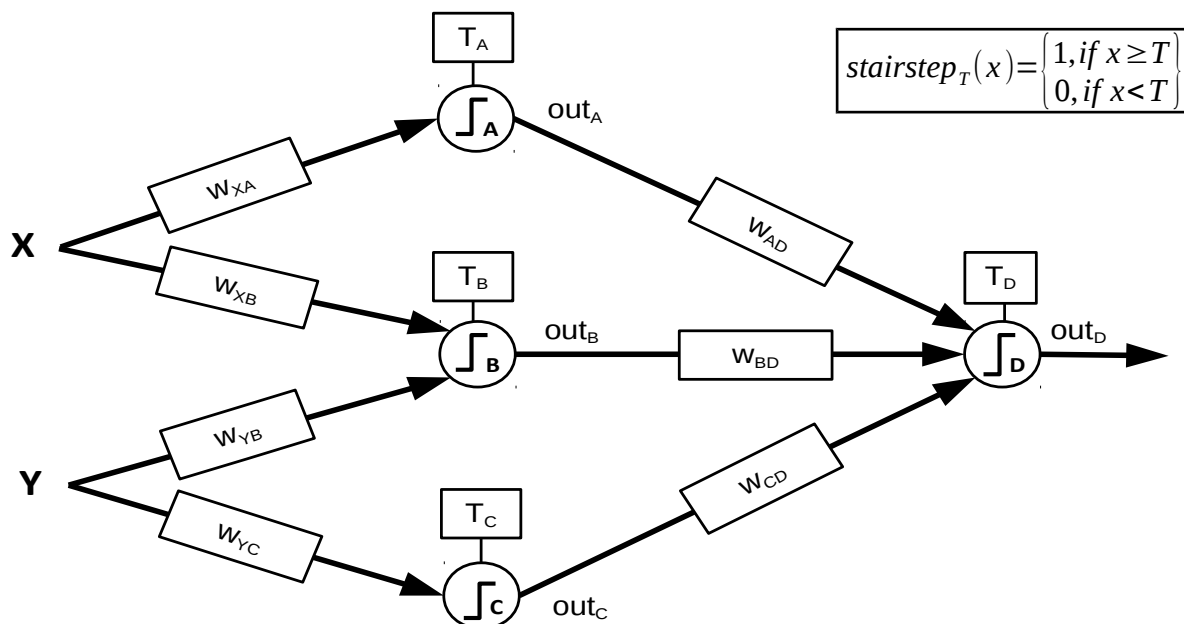 T_A
stairstep_T(x)={1, if x≥T
0, if x<T}
A
out_A
w_XA
X
w_AD
w_XB
T_B
T_D
out_B
out_D
B
w_BD
D
w_YB
Y
w_CD
T_C
w_YC
C
out_C